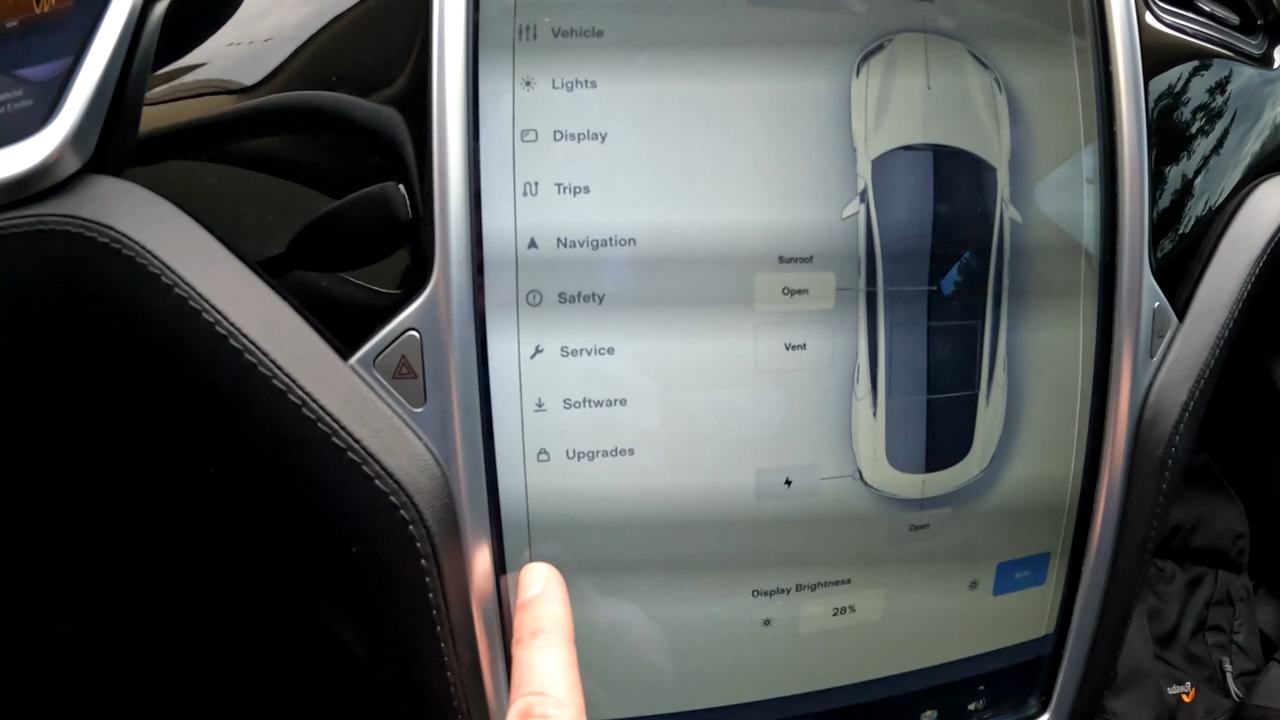 Vehicle
Lights
Display
Trips
Navigation
Safety
Service
Software
Upgrades
Sunroof
Open
Vent
Open
Display Brightness
28%